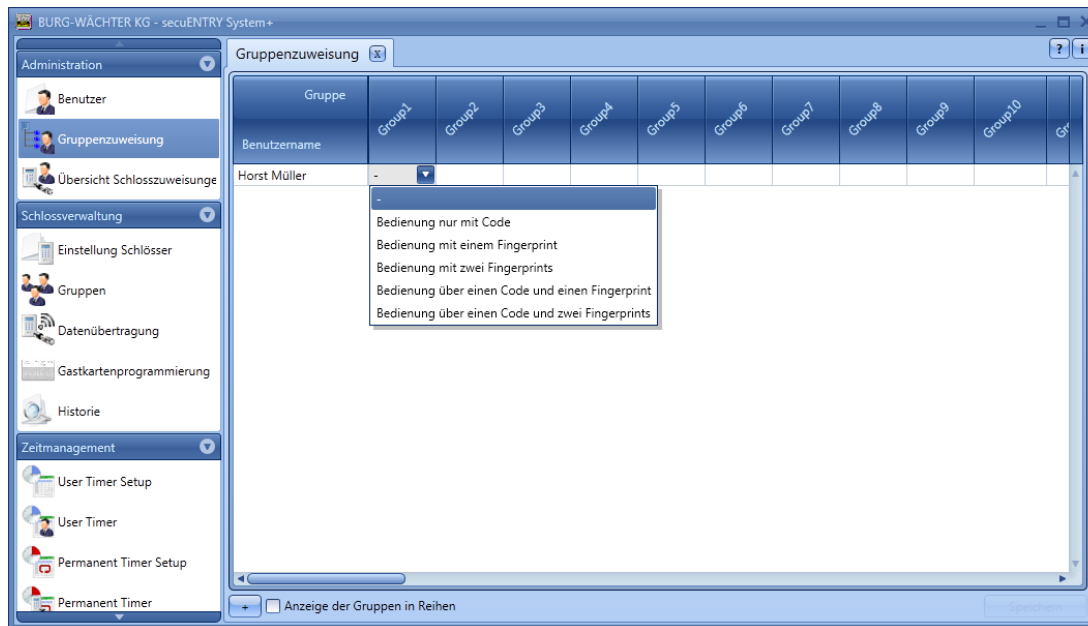 BURG-WÄCHTER KG - secuENTRY System+
Administration
Benutzer
Gruppenzuweisung
Übersicht Schlosszuweisunge
Schlossverwaltung
Einstellung Schlösser
Gruppen
Datenübertragung
Gastkartenprogrammierung
Historie
Zeitmanagement
User Timer Setup
User Timer
Permanent Timer Setup
Permanent Timer
Gruppenzuweisung x
? i
Gruppe
Benutzername
Group1 Group2 Group3 Group4 Group5 Group6 Group7 Group8 Group9 Group10 Gr
Horst Müller -
-
Bedienung nur mit Code
Bedienung mit einem Fingerprint
Bedienung mit zwei Fingerprints
Bedienung über einen Code und einen Fingerprint
Bedienung über einen Code und zwei Fingerprints
+ Anzeige der Gruppen in Reihen
Speichern